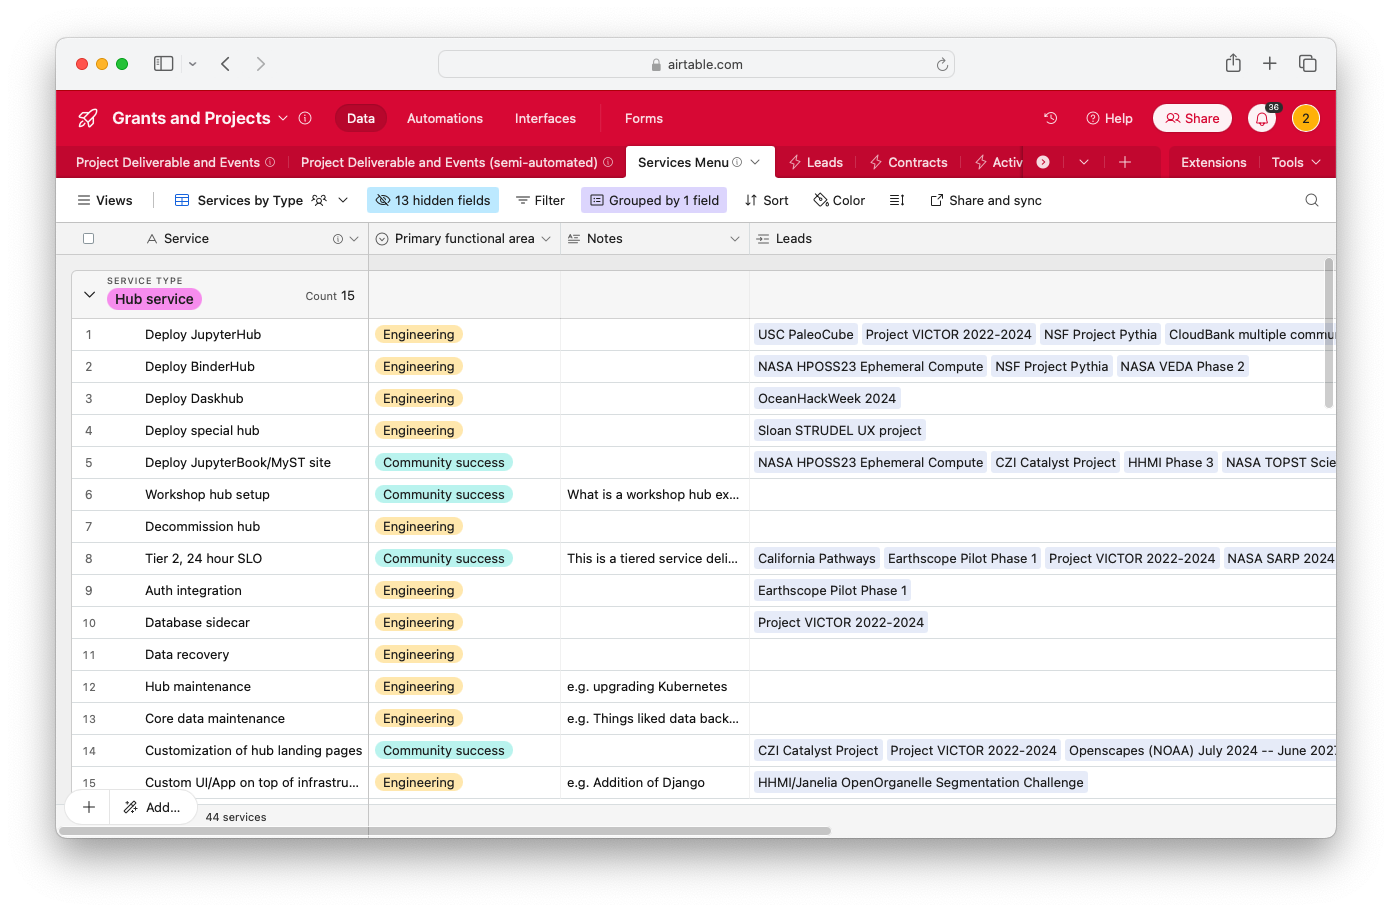 airtable.com
Grants and Projects Data Automations Interfaces Forms Help Share 36 2
Project Deliverable and Events Project Deliverable and Events (semi-automated) Services Menu Leads Contracts Activ Extensions Tools
Views Services by Type 13 hidden fields Filter Grouped by 1 field Sort Color Share and sync
Service Primary functional area Notes Leads
SERVICE TYPE
Hub service Count 15
1 Deploy JupyterHub Engineering USC PaleoCube Project VICTOR 2022-2024 NSF Project Pythia CloudBank multiple commu
2 Deploy BinderHub Engineering NASA HPOSS23 Ephemeral Compute NSF Project Pythia NASA VEDA Phase 2
3 Deploy Daskhub Engineering OceanHackWeek 2024
4 Deploy special hub Engineering Sloan STRUDEL UX project
5 Deploy JupyterBook/MyST site Community success NASA HPOSS23 Ephemeral Compute CZI Catalyst Project HHMI Phase 3 NASA TOPST Scie
6 Workshop hub setup Community success What is a workshop hub ex...
7 Decommission hub Engineering
8 Tier 2, 24 hour SLO Community success This is a tiered service deli... California Pathways Earthscope Pilot Phase 1 Project VICTOR 2022-2024 NASA SARP 2024
9 Auth integration Engineering Earthscope Pilot Phase 1
10 Database sidecar Engineering Project VICTOR 2022-2024
11 Data recovery Engineering
12 Hub maintenance Engineering e.g. upgrading Kubernetes
13 Core data maintenance Engineering e.g. Things liked data back...
14 Customization of hub landing pages Community success CZI Catalyst Project Project VICTOR 2022-2024 Openscapes (NOAA) July 2024 -- June 2027
15 Custom UI/App on top of infrastru... Engineering e.g. Addition of Django HHMI/Janelia OpenOrganelle Segmentation Challenge
Add... 44 services